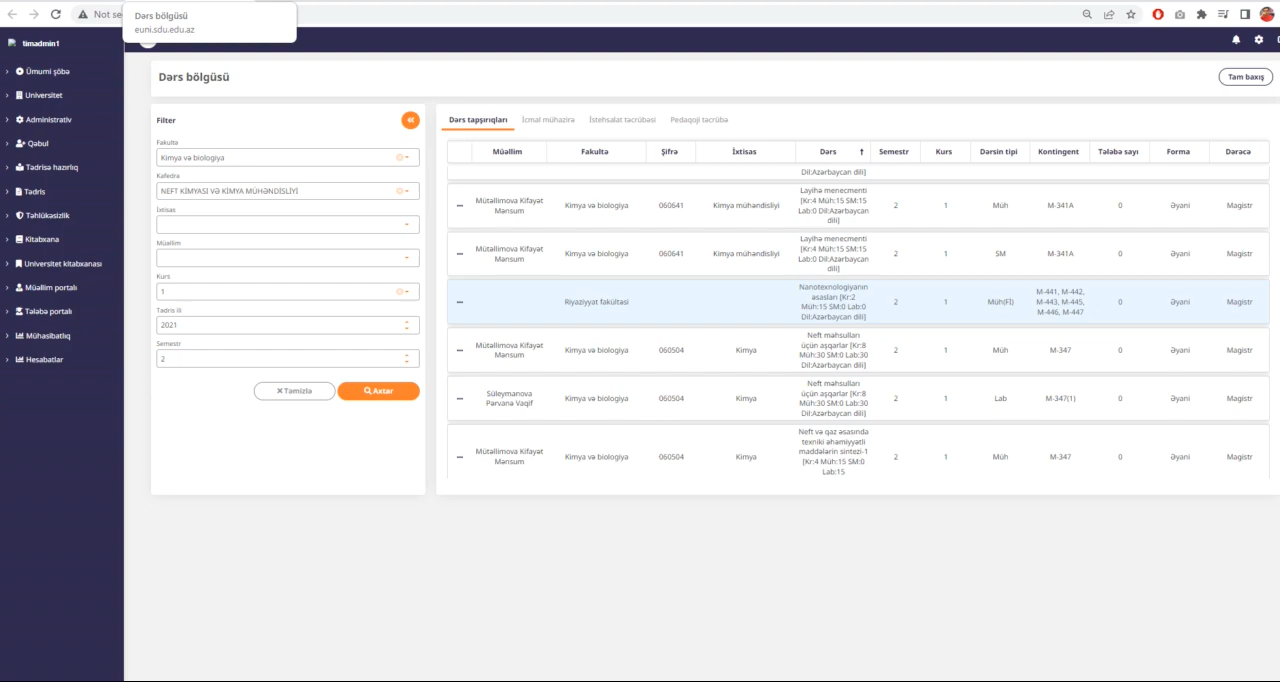 Not se
Dərs bölgüsü
euni.sdu.edu.az
timadmin1
Ümumi şöbə
Universitet
Administrativ
Qəbul
Tədrisə hazırlıq
Tədris
Təhlükəsizlik
Kitabxana
Universitet kitabxanası
Müəllim portalı
Tələbə portalı
Mühasibatlıq
Hesabatlar
Dərs bölgüsü
Tam baxış
Filter
Fakultə
Kimya və biologiya
Kafedra
NEFT KİMYASI VƏ KİMYA MÜHƏNDİSLİYİ
İxtisas
Müəllim
Kurs
1
Tədris ili
2021
Semestr
2
Təmizlə
Axtar
Dərs tapşırıqları İcmal mühazirə İstehsalat təcrübəsi Pedaqoji təcrübə
Müəllim Fakultə Şifrə İxtisas Dərs Semestr Kurs Dərsin tipi Kontingent Tələbə sayı Forma Dərəcə
Dil:Azərbaycan dili]
Mütəllimova Kifayət
Mənsum
Kimya və biologiya
060641
Kimya mühəndisliyi
Layihə menecmenti
[Kr:4 Müh:15 SM:15
Lab:0 Dil:Azərbaycan
dili]
2 1 Müh M-341A 0 Əyani Magistr
Mütəllimova Kifayət
Mənsum
Kimya və biologiya
060641
Kimya mühəndisliyi
Layihə menecmenti
[Kr:4 Müh:15 SM:15
Lab:0 Dil:Azərbaycan
dili]
2 1 SM M-341A 0 Əyani Magistr
Riyaziyyat fakültəsi
Nanotexnologiyanın
əsasları [Kr:2
Müh:15 SM:0 Lab:0
Dil:Azərbaycan dili]
2 1 Müh(Fİ)
M-441, M-442,
M-443, M-445,
M-446, M-447
0 Əyani Magistr
Mütəllimova Kifayət
Mənsum
Kimya və biologiya
060504
Kimya
Neft məhsulları
üçün aşqarlar [Kr:8
Müh:30 SM:0 Lab:30
Dil:Azərbaycan dili]
2 1 Müh M-347 0 Əyani Magistr
Süleymanova
Pərvanə Vaqif
Kimya və biologiya
060504
Kimya
Neft məhsulları
üçün aşqarlar [Kr:8
Müh:30 SM:0 Lab:30
Dil:Azərbaycan dili]
2 1 Lab M-347(1) 0 Əyani Magistr
Mütəllimova Kifayət
Mənsum
Kimya və biologiya
060504
Kimya
Neft və qaz əsasında
texniki əhəmiyyətli
maddələrin sintezi-1
[Kr:4 Müh:15 SM:0
Lab:15
2 1 Müh M-347 0 Əyani Magistr